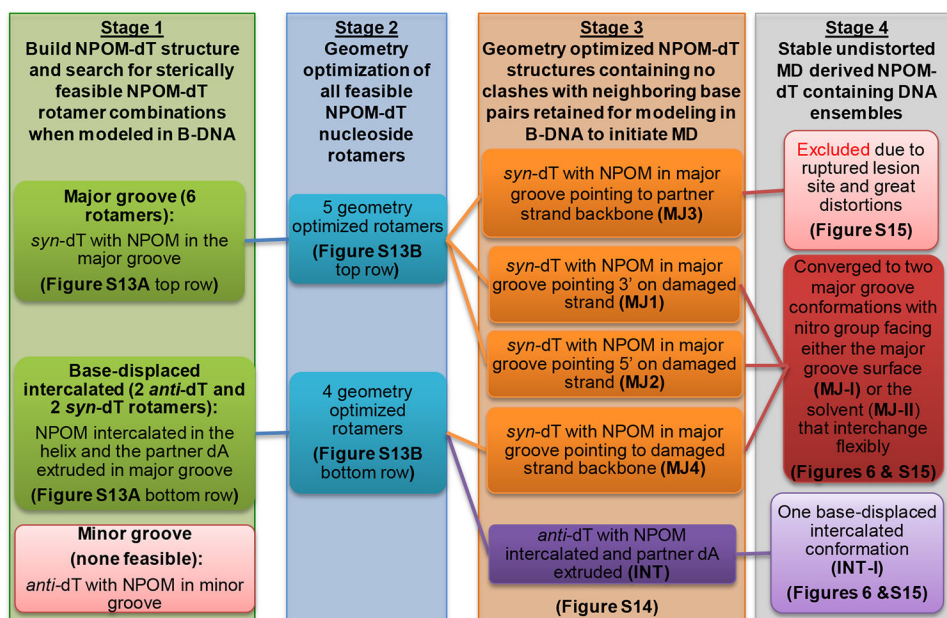 Stage 1
Build NPOM-dT structure
and search for sterically
feasible NPOM-dT
rotamer combinations
when modeled in B-DNA
Major groove (6
rotamers):
syn-dT with NPOM in the
major groove
(Figure S13A top row)
Base-displaced
intercalated (2 anti-dT and
2 syn-dT rotamers):
NPOM intercalated in the
helix and the partner dA
extruded in major groove
(Figure S13A bottom row)
Minor groove
(none feasible):
anti-dT with NPOM in minor
groove
Stage 2
Geometry
optimization of
all feasible
NPOM-dT
nucleoside
rotamers
5 geometry
optimized rotamers
(Figure S13B
top row)
4 geometry
optimized
rotamers
(Figure S13B
bottom row)
Stage 3
Geometry optimized NPOM-dT
structures containing no
clashes with neighboring base
pairs retained for modeling in
B-DNA to initiate MD
syn-dT with NPOM in major
groove pointing to partner
strand backbone (MJ3)
syn-dT with NPOM in major
groove pointing 3’ on damaged
strand (MJ1)
syn-dT with NPOM in major
groove pointing 5’ on damaged
strand (MJ2)
syn-dT with NPOM in major
groove pointing to damaged
strand backbone (MJ4)
anti-dT with NPOM
intercalated and partner dA
extruded (INT)
(Figure S14)
Stage 4
Stable undistorted
MD derived NPOM-
dT containing DNA
ensembles
Excluded due to
ruptured lesion
site and great
distortions
(Figure S15)
Converged to two
major groove
conformations with
nitro group facing
either the major
groove surface
(MJ-I) or the
solvent (MJ-II)
that interchange
flexibly
(Figures 6 & S15)
One base-displaced
intercalated
conformation
(INT-I)
(Figures 6 &S15)